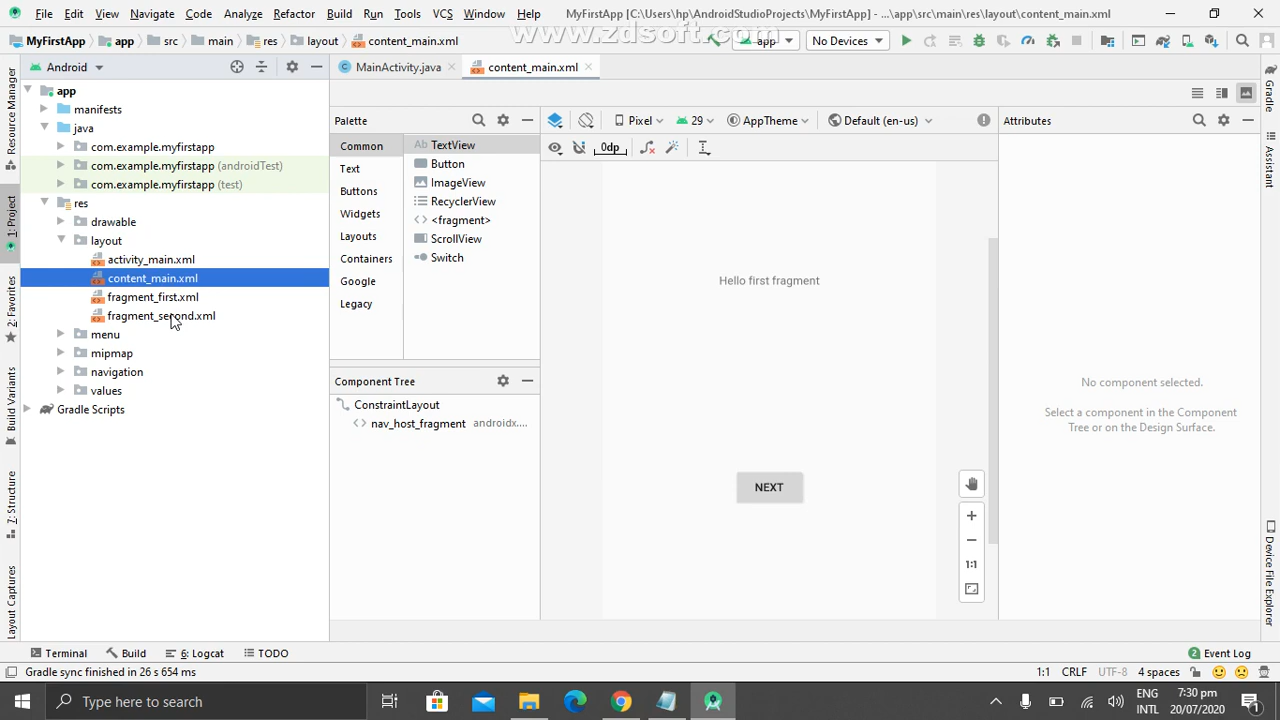 File Edit View Navigate Code Analyze Refactor Build Run Tools VCS Window Help MyFirstApp [C:\Users\hp\AndroidStudioProjects\MyFirstApp] - ...\app\src\main\res\layout\content_main.xml
www.zdsoft.com
MyFirstApp app src main res layout content_main.xml app No Devices
Android
MainActivity.java content_main.xml
Resource Manager
1: Project
2: Favorites
Build Variants
7: Structure
Layout Captures
app
manifests
java
com.example.myfirstapp
com.example.myfirstapp (androidTest)
com.example.myfirstapp (test)
res
drawable
layout
activity_main.xml
content_main.xml
fragment_first.xml
fragment_second.xml
menu
mipmap
navigation
values
Gradle Scripts
Palette
Common
Text
Buttons
Widgets
Layouts
Containers
Google
Legacy
Ab TextView
Button
ImageView
RecyclerView
<> <fragment>
ScrollView
Switch
Component Tree
ConstraintLayout
<> nav_host_fragment androidx....
Pixel 29 AppTheme Default (en-us)
0dp
Hello first fragment
NEXT
1:1
Attributes
No component selected.
Select a component in the Component
Tree or on the Design Surface.
Gradle
Assistant
Device File Explorer
Terminal Build 6: Logcat TODO 2 Event Log
Gradle sync finished in 26 s 654 ms 1:1 CRLF UTF-8 4 spaces
Type here to search
ENG
INTL
7:30 pm
20/07/2020
1